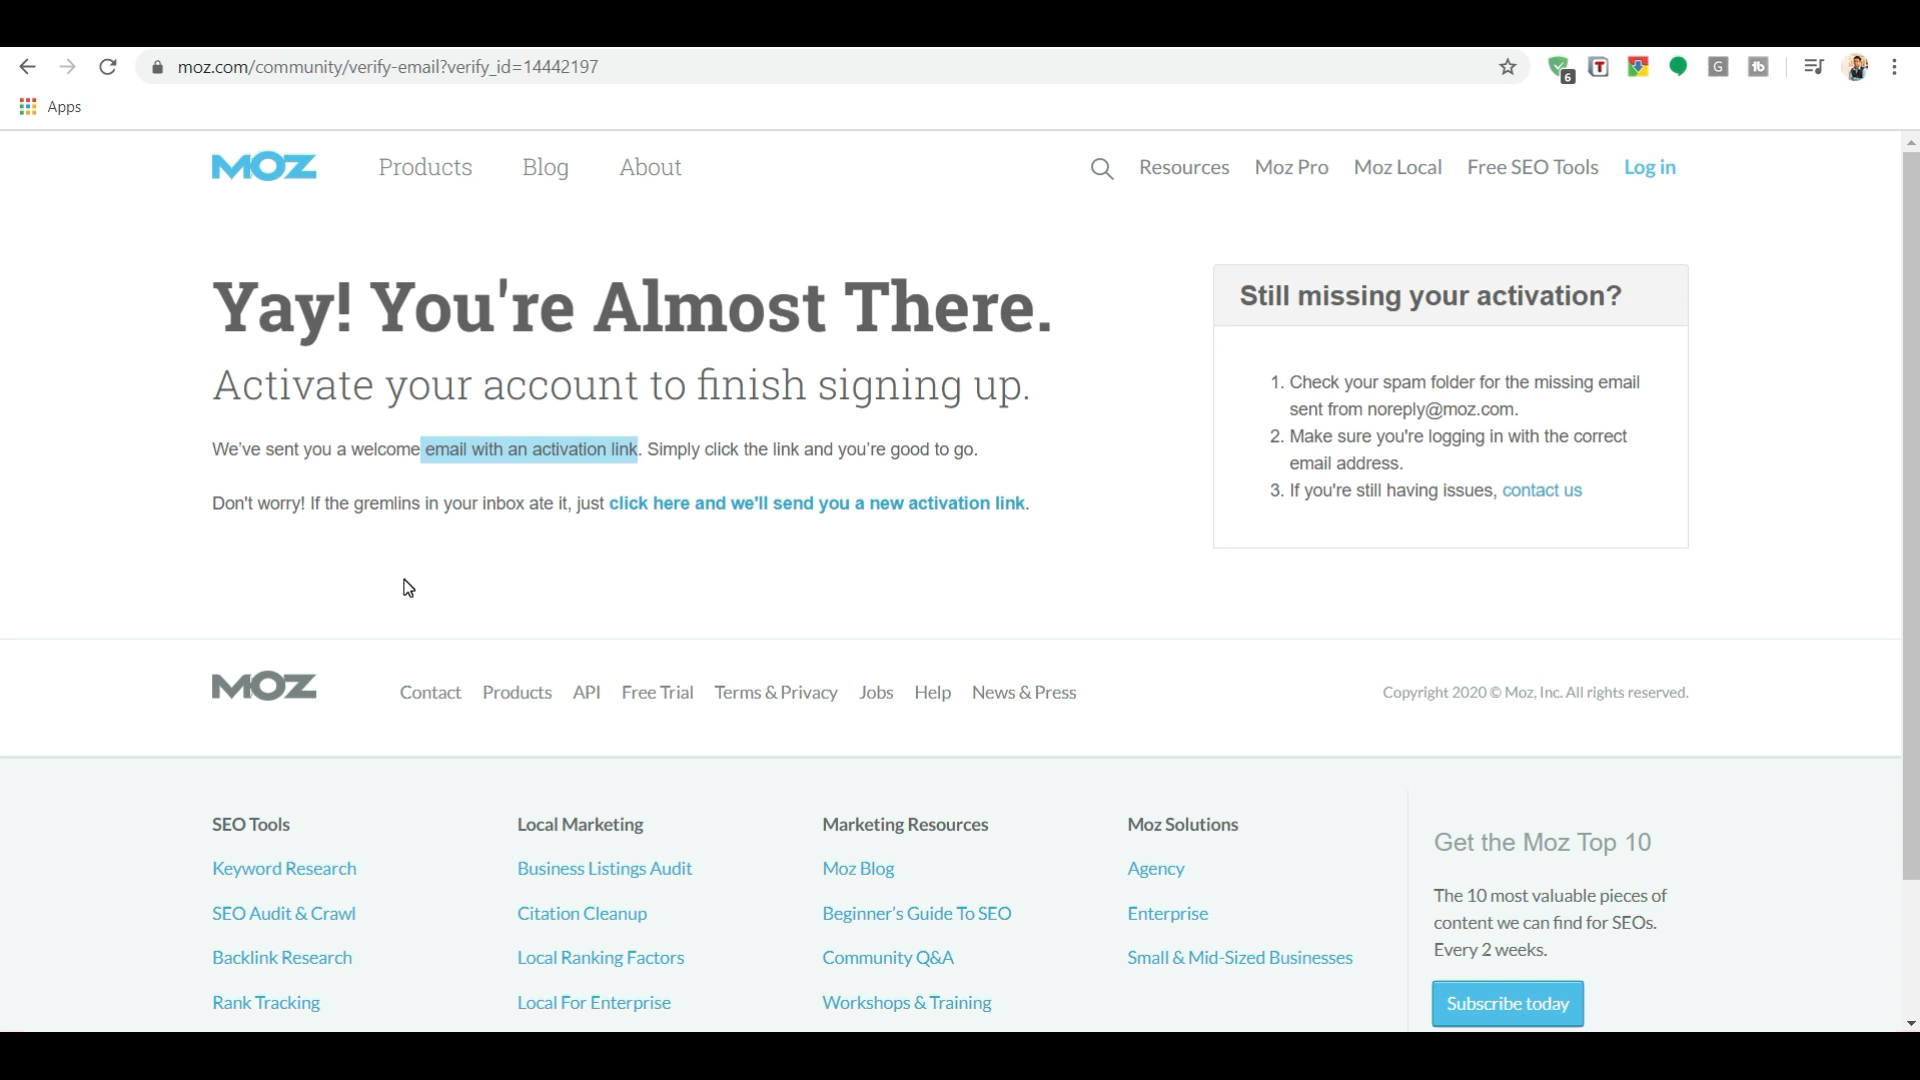 moz.com/community/verify-email?verify_id=14442197
6
T
G
tb
Apps
MOZ
Products
Blog
About
Resources
Moz Pro
Moz Local
Free SEO Tools
Log in
Yay! You're Almost There.
Activate your account to finish signing up.
We've sent you a welcome email with an activation link. Simply click the link and you're good to go.
Don't worry! If the gremlins in your inbox ate it, just click here and we'll send you a new activation link.
Still missing your activation?
1. Check your spam folder for the missing email
sent from noreply@moz.com.
2. Make sure you're logging in with the correct
email address.
3. If you're still having issues, contact us
MOZ
Contact
Products
API
Free Trial
Terms & Privacy
Jobs
Help
News & Press
Copyright 2020 © Moz, Inc. All rights reserved.
SEO Tools
Keyword Research
SEO Audit & Crawl
Backlink Research
Rank Tracking
Local Marketing
Business Listings Audit
Citation Cleanup
Local Ranking Factors
Local For Enterprise
Marketing Resources
Moz Blog
Beginner's Guide To SEO
Community Q&A
Workshops & Training
Moz Solutions
Agency
Enterprise
Small & Mid-Sized Businesses
Get the Moz Top 10
The 10 most valuable pieces of
content we can find for SEOs.
Every 2 weeks.
Subscribe today